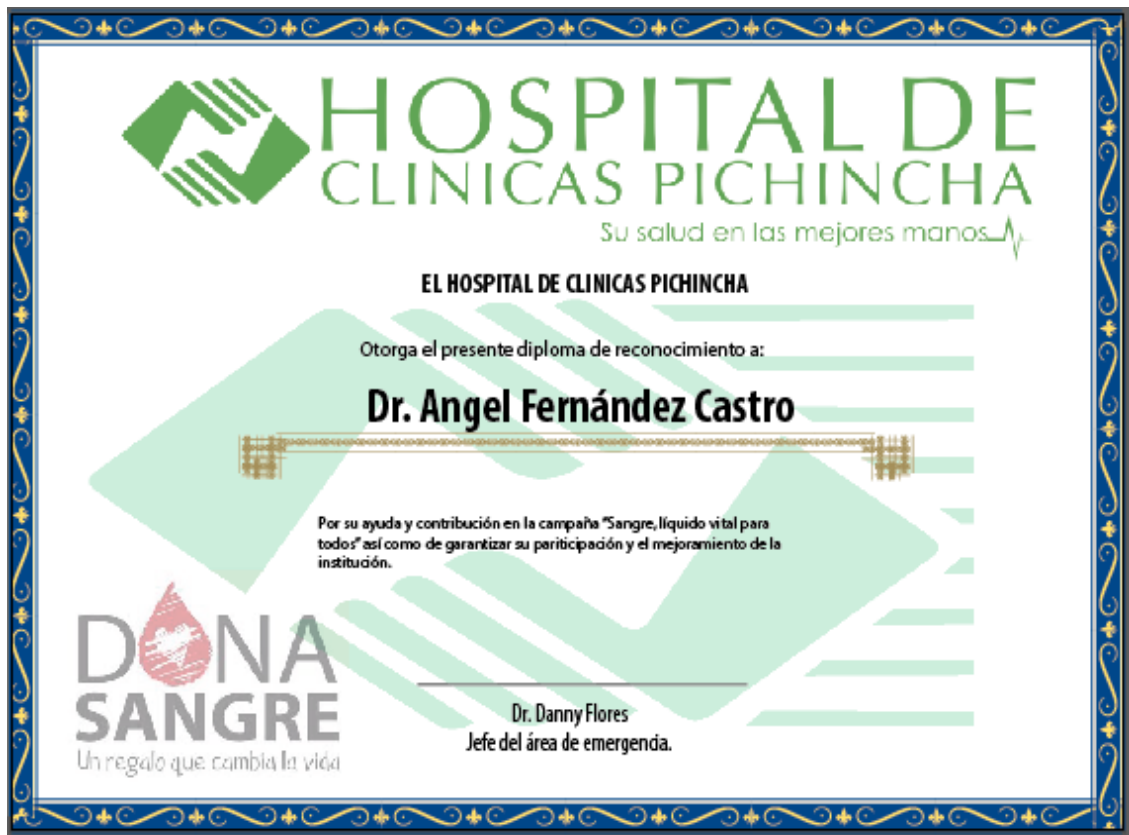 HOSPITAL DE
CLINICAS PICHINCHA
Su salud en las mejores manos
EL HOSPITAL DE CLINICAS PICHINCHA
Otorga el presente diploma de reconocimiento a:
Dr. Angel Fernández Castro
Por su ayuda y contribución en la campaña "Sangre, líquido vital para
todos" así como de garantizar su pariticipación y el mejoramiento de la
institución.
DONA
SANGRE
Un regalo que cambia la vida
Dr. Danny Flores
Jefe del área de emergencia.